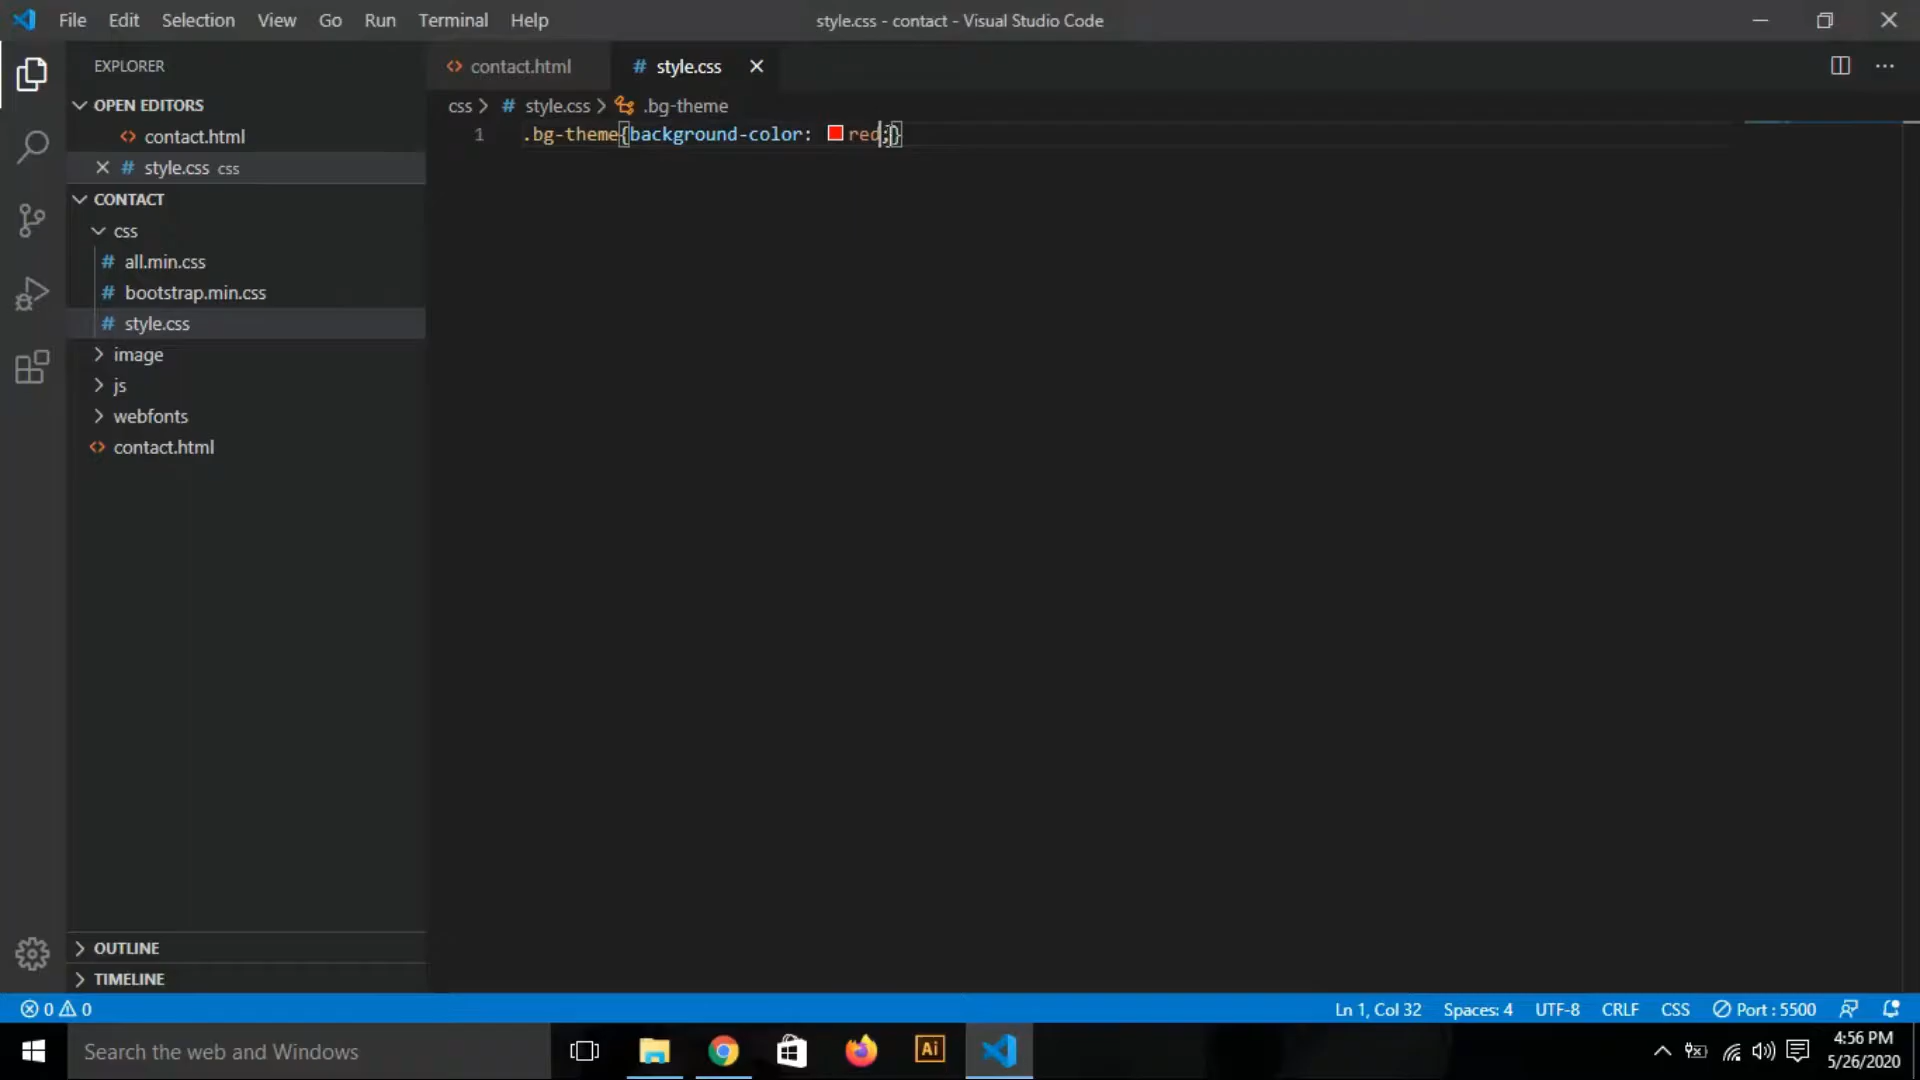 File Edit Selection View Go Run Terminal Help
style.css - contact - Visual Studio Code
EXPLORER
OPEN EDITORS
contact.html
style.css css
CONTACT
css
all.min.css
bootstrap.min.css
style.css
image
js
webfonts
contact.html
OUTLINE
TIMELINE
contact.html
style.css
css > style.css > .bg-theme
1 .bg-theme{background-color: red;}
0 0
Ln 1, Col 32 Spaces: 4 UTF-8 CRLF CSS Port : 5500
Search the web and Windows
Ai
4:56 PM
5/26/2020